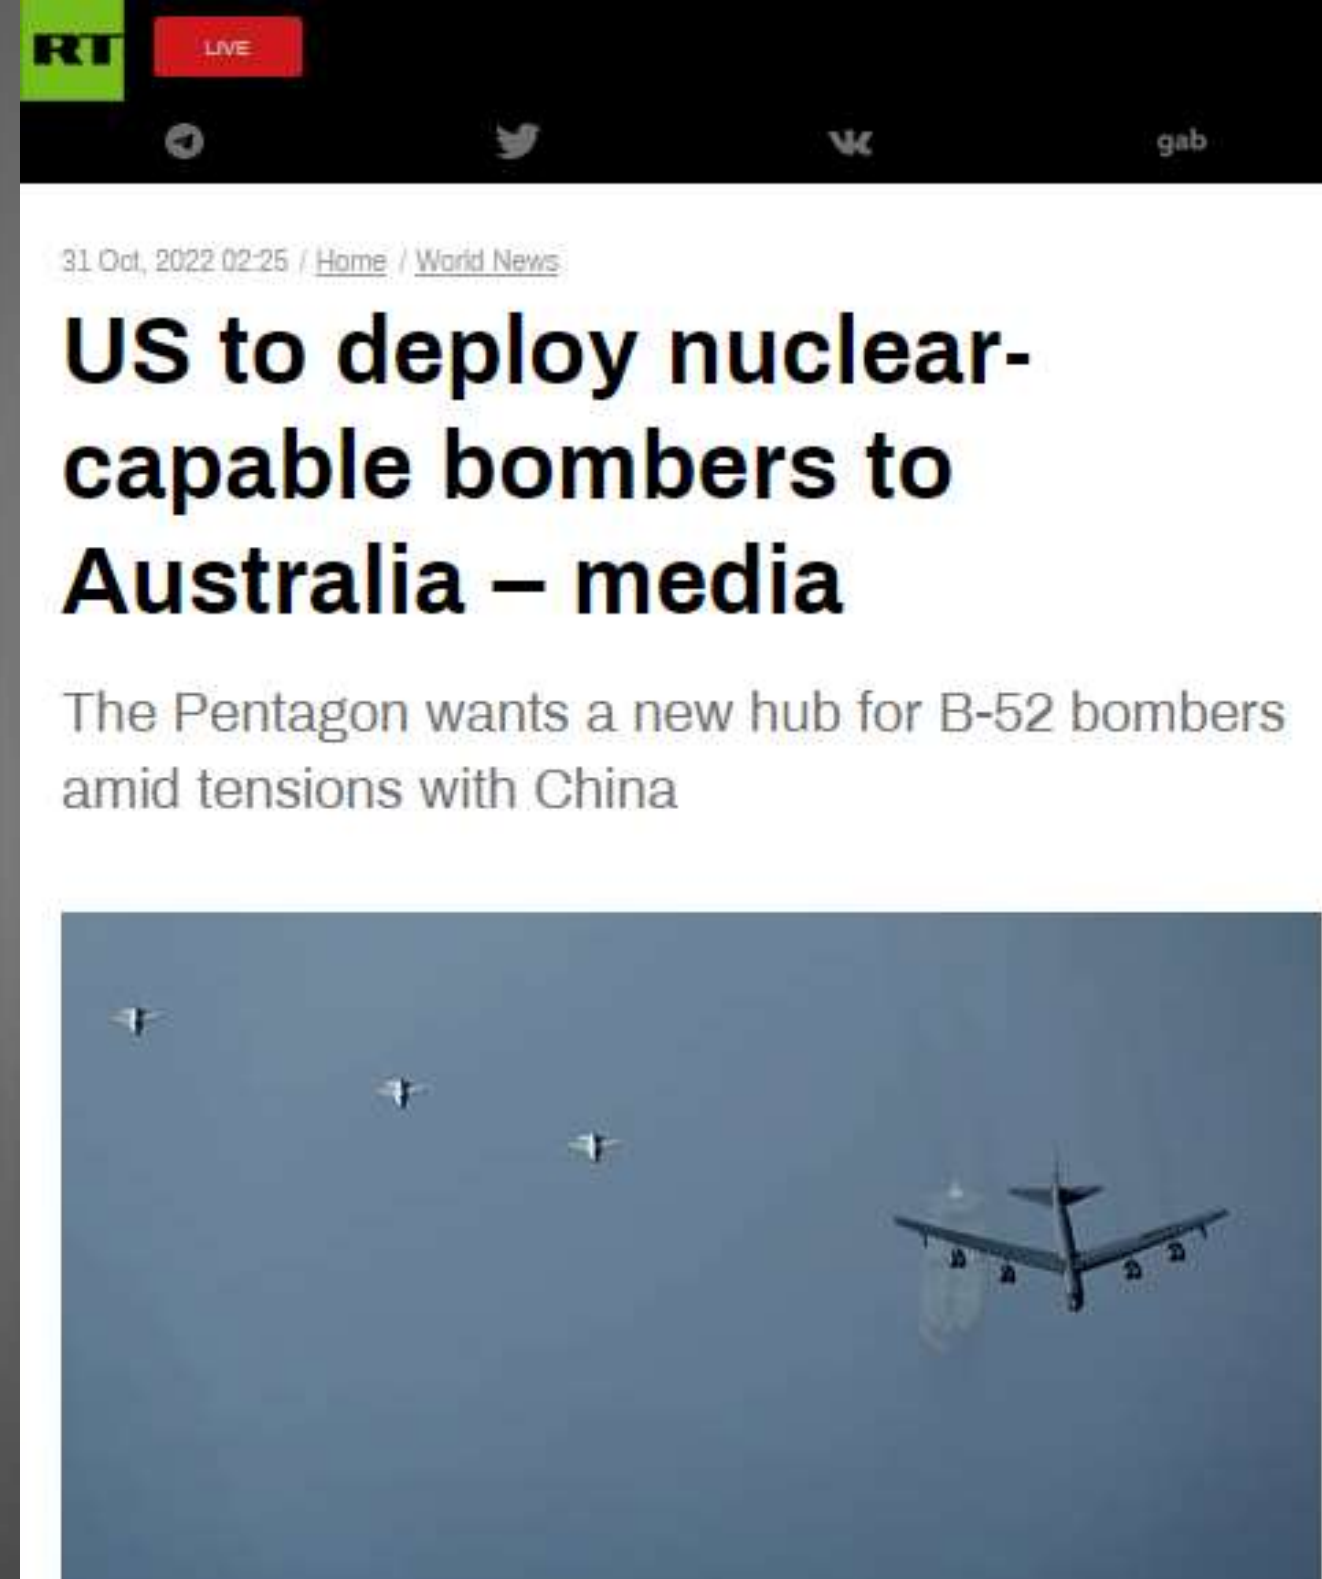 RT
LIVE
gab
31 Oct, 2022 02:25 / Home / World News
US to deploy nuclear-
capable bombers to
Australia – media
The Pentagon wants a new hub for B-52 bombers
amid tensions with China